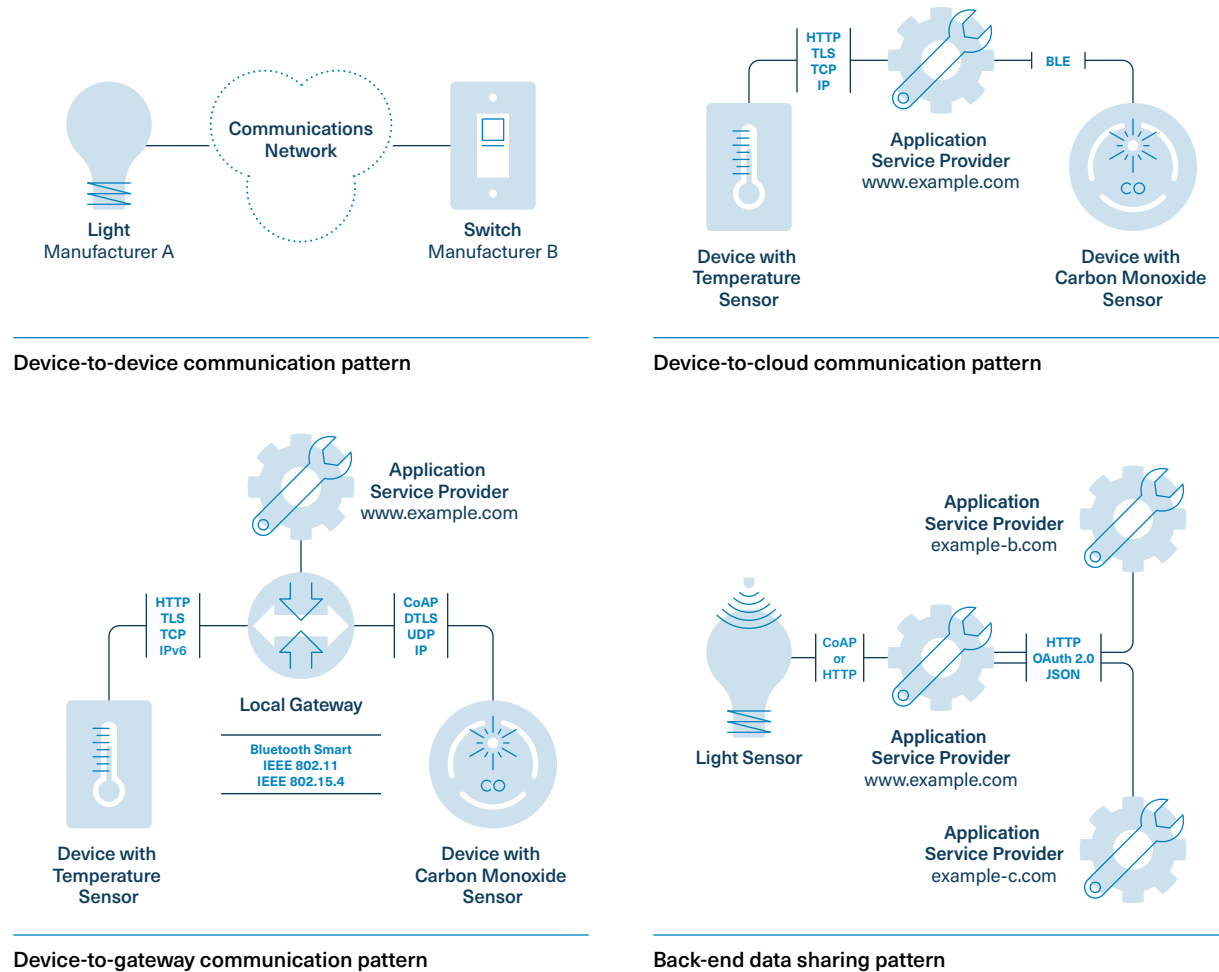 Communications
Network
Light
Manufacturer A
Switch
Manufacturer B
Device-to-device communication pattern
HTTP
TLS
TCP
IP
BLE
Application
Service Provider
www.example.com
CO
Device with
Temperature
Sensor
Device with
Carbon Monoxide
Sensor
Device-to-cloud communication pattern
Application
Service Provider
www.example.com
HTTP
TLS
TCP
IPv6
CoAP
DTLS
UDP
IP
Local Gateway
Bluetooth Smart
IEEE 802.11
IEEE 802.15.4
CO
Device with
Temperature
Sensor
Device with
Carbon Monoxide
Sensor
Device-to-gateway communication pattern
Application
Service Provider
example-b.com
CoAP
or
HTTP
HTTP
OAuth 2.0
JSON
Light Sensor
Application
Service Provider
www.example.com
Application
Service Provider
example-c.com
Back-end data sharing pattern